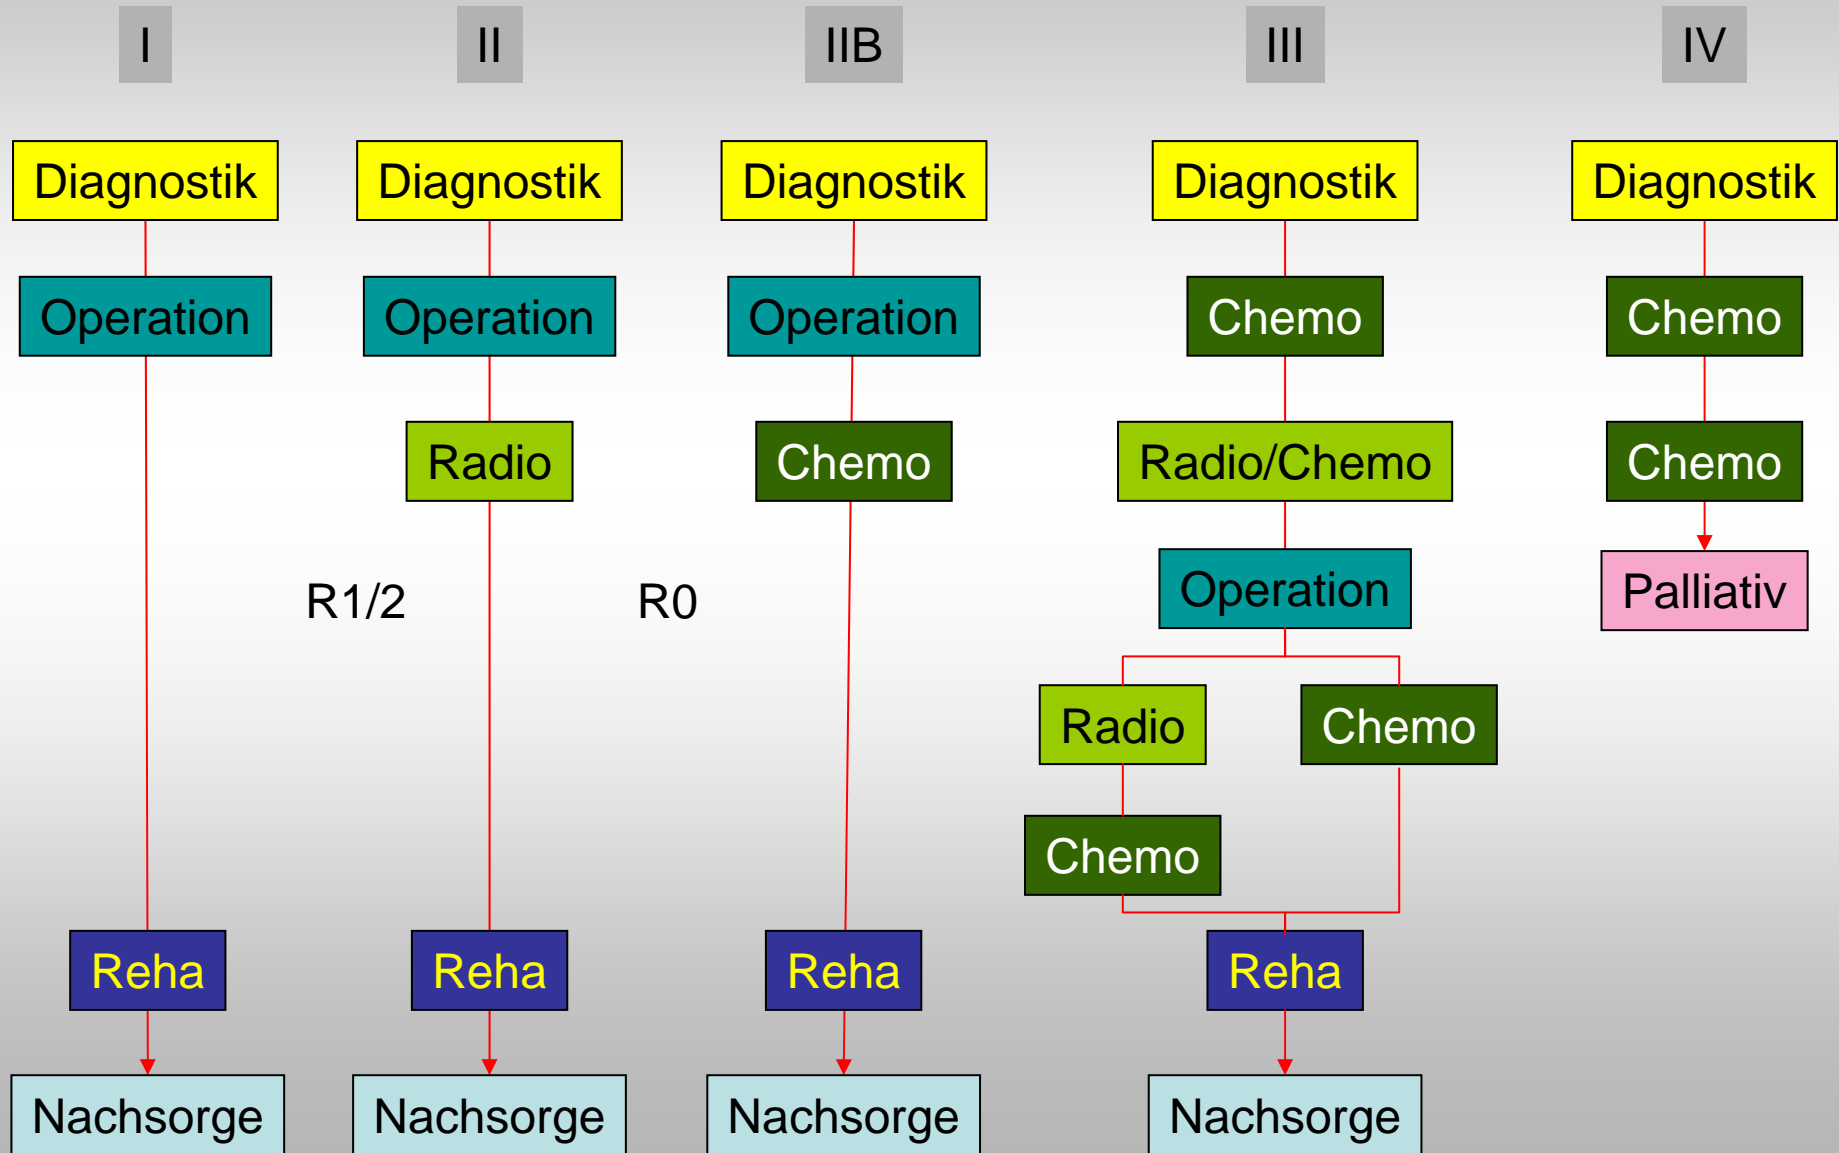 I
II
IIB
III
IV
Diagnostik
Diagnostik
Diagnostik
Diagnostik
Diagnostik
Operation
Operation
Operation
Chemo
Chemo
Radio
Chemo
Radio/Chemo
Chemo
R1/2
R0
Operation
Palliativ
Radio
Chemo
Chemo
Reha
Reha
Reha
Reha
Nachsorge
Nachsorge
Nachsorge
Nachsorge